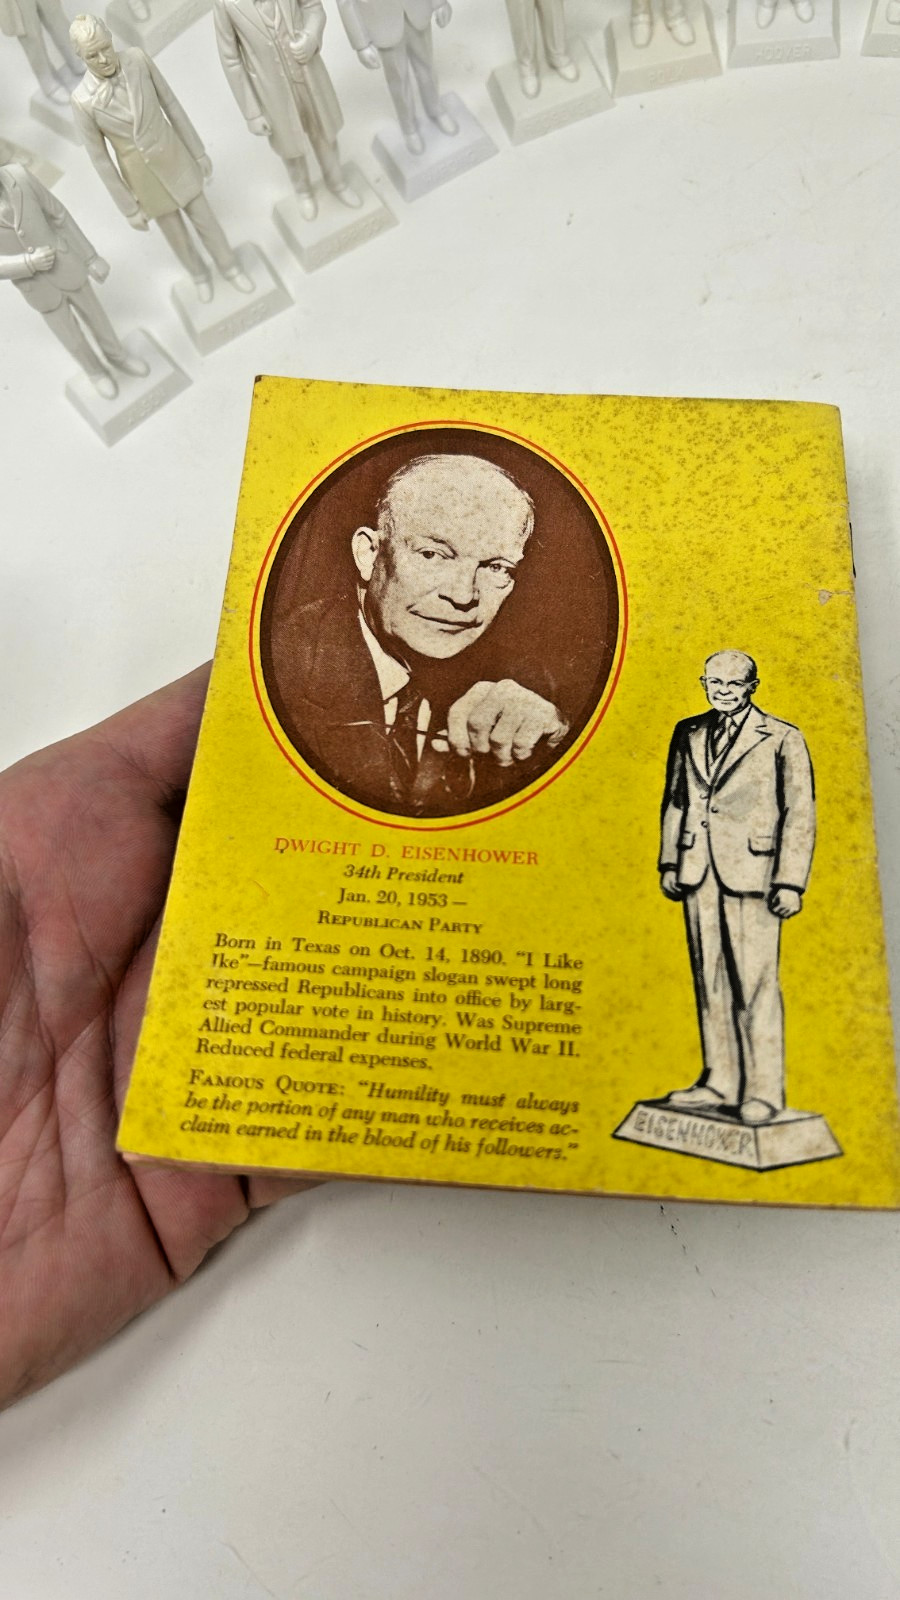 HOOVER
POLK
TAYLOR
DWIGHT D. EISENHOWER
34th President
Jan. 20, 1953 —
REPUBLICAN PARTY
Born in Texas on Oct. 14, 1890. "I Like
Ike"—famous campaign slogan swept long
repressed Republicans into office by larg-
est popular vote in history. Was Supreme
Allied Commander during World War II.
Reduced federal expenses.
FAMOUS QUOTE: "Humility must always
be the portion of any man who receives ac-
claim earned in the blood of his followers."
EISENHOWER